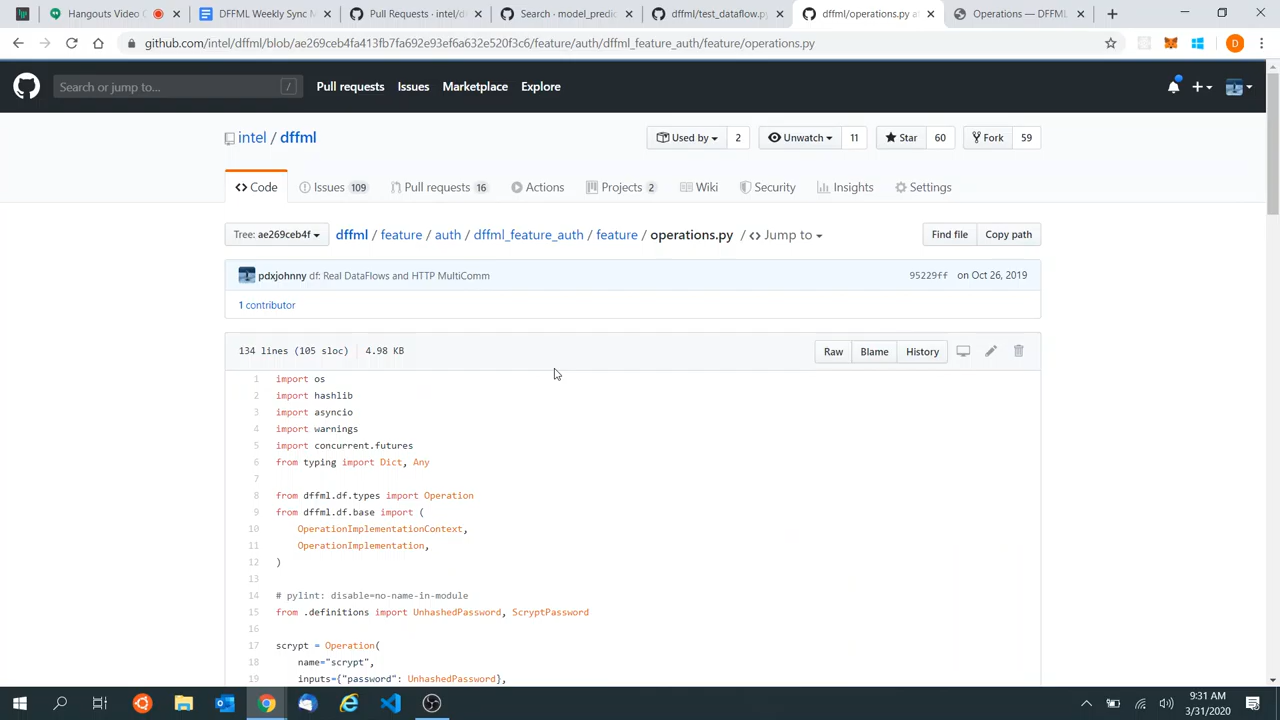 Hangouts Video C
DFFML Weekly Sync M
Pull Requests · intel/df
Search · model_predic
dffml/test_dataflow.py
dffml/operations.py at
Operations — DFFML
github.com/intel/dffml/blob/ae269ceb4fa413fb7fa692e93ef6a632e520f3c6/feature/auth/dffml_feature_auth/feature/operations.py
D
Search or jump to... /
Pull requests Issues Marketplace Explore
intel / dffml
Used by 2 Unwatch 11 Star 60 Fork 59
Code Issues 109 Pull requests 16 Actions Projects 2 Wiki Security Insights Settings
Tree: ae269ceb4f dffml / feature / auth / dffml_feature_auth / feature / operations.py / <> Jump to Find file Copy path
pdxjohnny df: Real DataFlows and HTTP MultiComm 95229ff on Oct 26, 2019
1 contributor
134 lines (105 sloc) 4.98 KB Raw Blame History
1 import os
2 import hashlib
3 import asyncio
4 import warnings
5 import concurrent.futures
6 from typing import Dict, Any
7
8 from dffml.df.types import Operation
9 from dffml.df.base import (
10 OperationImplementationContext,
11 OperationImplementation,
12 )
13
14 # pylint: disable=no-name-in-module
15 from .definitions import UnhashedPassword, ScryptPassword
16
17 scrypt = Operation(
18 name="scrypt",
19 inputs={"password": UnhashedPassword},
9:31 AM
3/31/2020